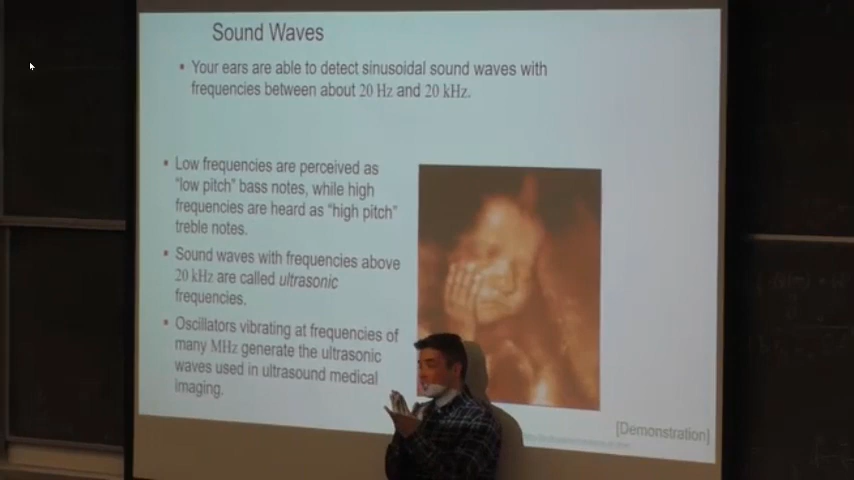 Sound Waves
Your ears are able to detect sinusoidal sound waves with
frequencies between about 20 Hz and 20 kHz.
Low frequencies are perceived as
“low pitch” bass notes, while high
frequencies are heard as “high pitch”
treble notes.
Sound waves with frequencies above
20 kHz are called ultrasonic
frequencies.
Oscillators vibrating at frequencies of
many MHz generate the ultrasonic
waves used in ultrasound medical
imaging.
[Demonstration]